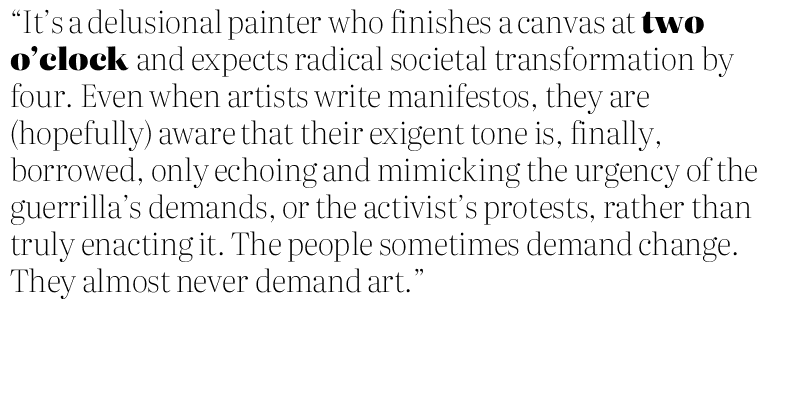 “It’s a delusional painter who finishes a canvas at two
o’clock and expects radical societal transformation by
four. Even when artists write manifestos, they are
(hopefully) aware that their exigent tone is, finally,
borrowed, only echoing and mimicking the urgency of the
guerrilla’s demands, or the activist’s protests, rather than
truly enacting it. The people sometimes demand change.
They almost never demand art.”